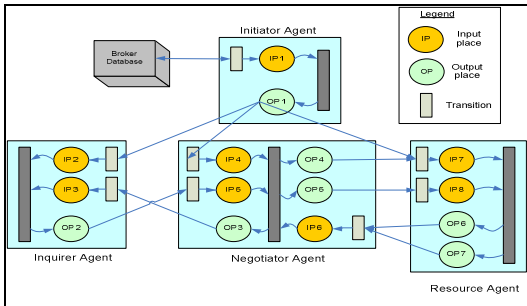 Initiator Agent
Legend
IP
Input
place
OP
Output
place
Transition
Broker
Database
IP1
OP1
IP2
IP3
OP2
Inquirer Agent
IP4
OP4
IP5
OP5
OP3
IP6
Negotiator Agent
IP7
IP8
OP6
OP7
Resource Agent